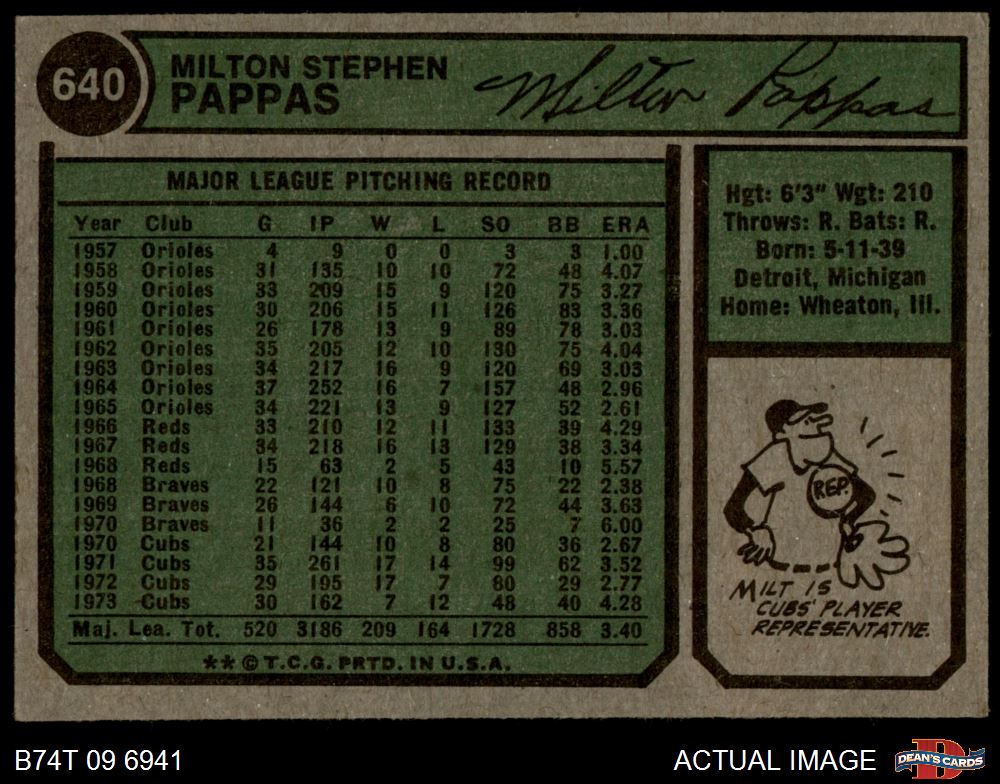 640
MILTON STEPHEN
PAPPAS
Milton Pappas
MAJOR LEAGUE PITCHING RECORD
Year Club G IP W L SO BB ERA
1957 Orioles 4 9 0 0 3 3 1.00
1958 Orioles 31 135 10 10 72 48 4.07
1959 Orioles 33 209 15 9 120 75 3.27
1960 Orioles 30 206 15 11 126 83 3.36
1961 Orioles 26 178 13 9 89 78 3.03
1962 Orioles 35 205 12 10 130 75 4.04
1963 Orioles 34 217 16 9 120 69 3.03
1964 Orioles 37 252 16 7 157 48 2.96
1965 Orioles 34 221 13 9 127 52 2.61
1966 Reds 33 210 12 11 133 39 4.29
1967 Reds 34 218 16 13 129 38 3.34
1968 Reds 15 63 2 5 43 10 5.57
1968 Braves 22 121 10 8 75 22 2.38
1969 Braves 26 144 6 10 72 44 3.63
1970 Braves 11 36 2 2 25 7 6.00
1970 Cubs 21 144 10 8 80 36 2.67
1971 Cubs 35 261 17 14 99 62 3.52
1972 Cubs 29 195 17 7 80 29 2.77
1973 Cubs 30 162 7 12 48 40 4.28
Maj. Lea. Tot. 520 3186 209 164 1728 858 3.40
** © T.C.G. PRTD. IN U.S.A.
Hgt: 6'3" Wgt: 210
Throws: R. Bats: R.
Born: 5-11-39
Detroit, Michigan
Home: Wheaton, Ill.
REP.
MILT IS
CUBS' PLAYER
REPRESENTATIVE.
B74T 09 6941
ACTUAL IMAGE
D
DEAN'S CARDS